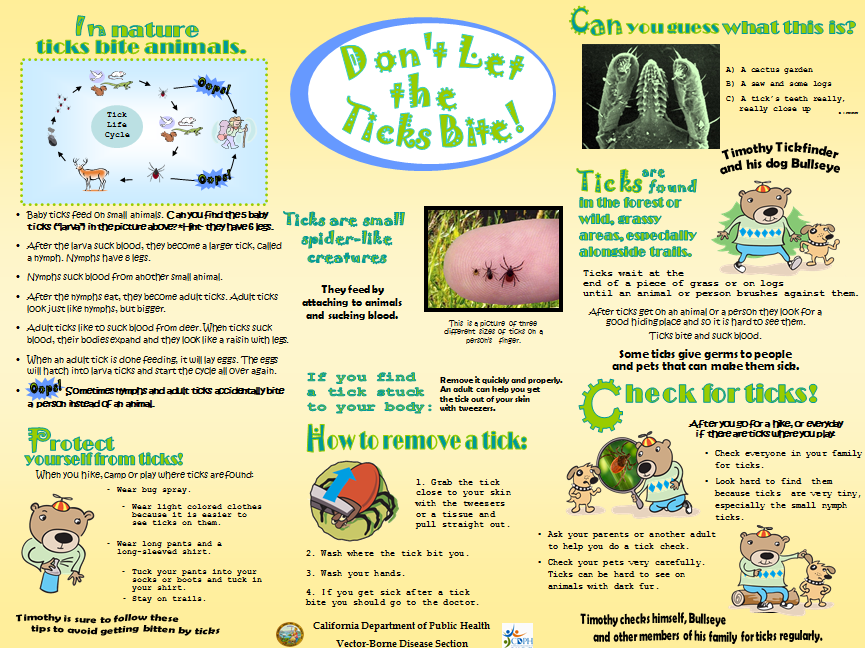 In nature
ticks bite animals.
Oops!
Tick
Life
Cycle
Oops!
• Baby ticks feed on small animals. Can you find these baby
ticks ("larva") in the picture above? *Hint- they have 6 legs.
• After the larva suck blood, they become a larger tick, called
a nymph. Nymphs have 8 legs.
• Nymphs suck blood from another small animal.
• After the nymphs eat, they become adult ticks. Adult ticks
look just like nymphs, but bigger.
• Adult ticks like to suck blood from deer. When ticks suck
blood, their bodies expand and they look like a raisin with legs.
• When an adult tick is done feeding, it will lay eggs. The eggs
will hatch into larva ticks and start the cycle all over again.
• Oops! Sometimes nymphs and adult ticks accidentally bite
a person instead of an animal.
Protect
yourself from ticks!
When you hike, camp or play where ticks are found:
- Wear bug spray.
- Wear light colored clothes
because it is easier to
see ticks on them.
- Wear long pants and a
long-sleeved shirt.
- Tuck your pants into your
socks or boots and tuck in
your shirt.
- Stay on trails.
Timothy is sure to follow these
tips to avoid getting bitten by ticks
Don't Let
the
Ticks Bite!
Ticks are small
spider-like
creatures
They feed by
attaching to animals
and sucking blood.
This is a picture of three
different sizes of ticks on a
person's finger.
If you find
a tick stuck
to your body:
Remove it quickly and properly.
An adult can help you get
the tick out of your skin
with tweezers.
How to remove a tick:
1. Grab the tick
close to your skin
with the tweezers
or a tissue and
pull straight out.
2. Wash where the tick bit you.
3. Wash your hands.
4. If you get sick after a tick
bite you should go to the doctor.
California Department of Public Health
Vector-Borne Disease Section
CDPH
Can you guess what this is?
A) A cactus garden
B) A saw and some logs
C) A tick's teeth really,
really close up
Timothy Tickfinder
and his dog Bullseye
Ticks are found
in the forest or
wild, grassy
areas, especially
alongside trails.
Ticks wait at the
end of a piece of grass or on logs
until an animal or person brushes against them.
After ticks get on an animal or a person they look for a
good hiding place and so it is hard to see them.
Ticks bite and suck blood.
Some ticks give germs to people
and pets that can make them sick.
Check for ticks!
After you go for a hike, or everyday
if there are ticks where you play:
• Check everyone in your family
for ticks.
• Look hard to find them
because ticks are very tiny,
especially the small nymph
ticks.
• Ask your parents or another adult
to help you do a tick check.
• Check your pets very carefully.
Ticks can be hard to see on
animals with dark fur.
Timothy checks himself, Bullseye
and other members of his family for ticks regularly.